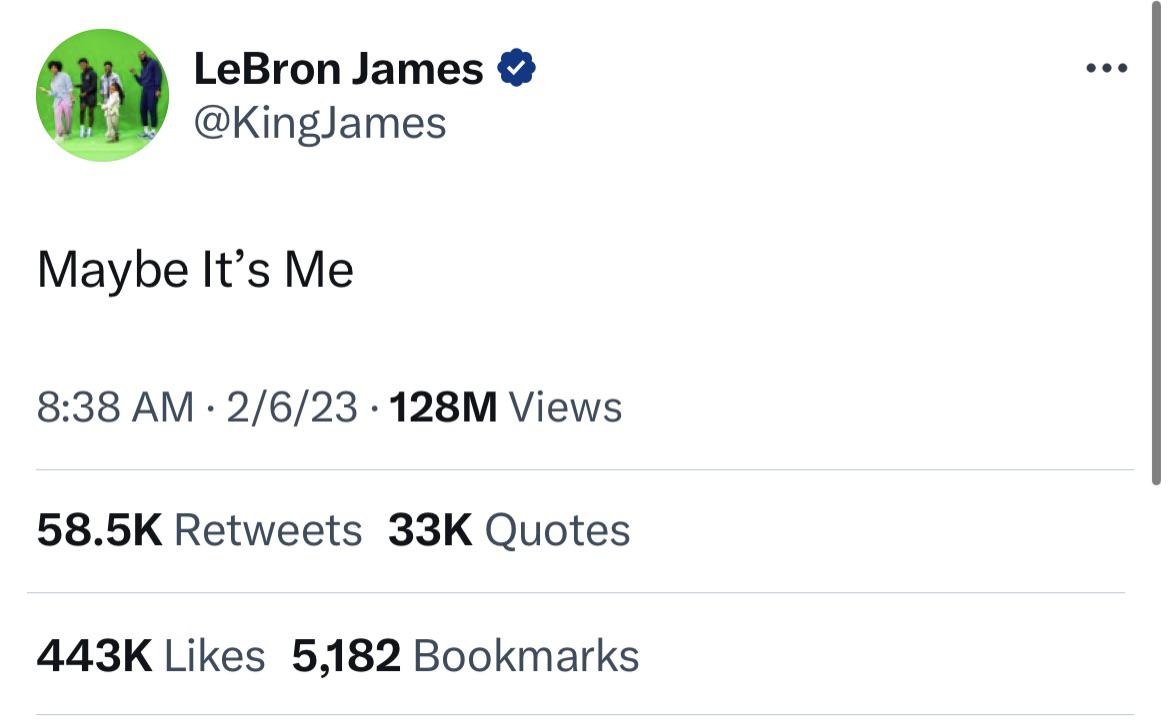 LeBron James
@KingJames
Maybe It’s Me
8:38 AM · 2/6/23 · 128M Views
58.5K Retweets 33K Quotes
443K Likes 5,182 Bookmarks